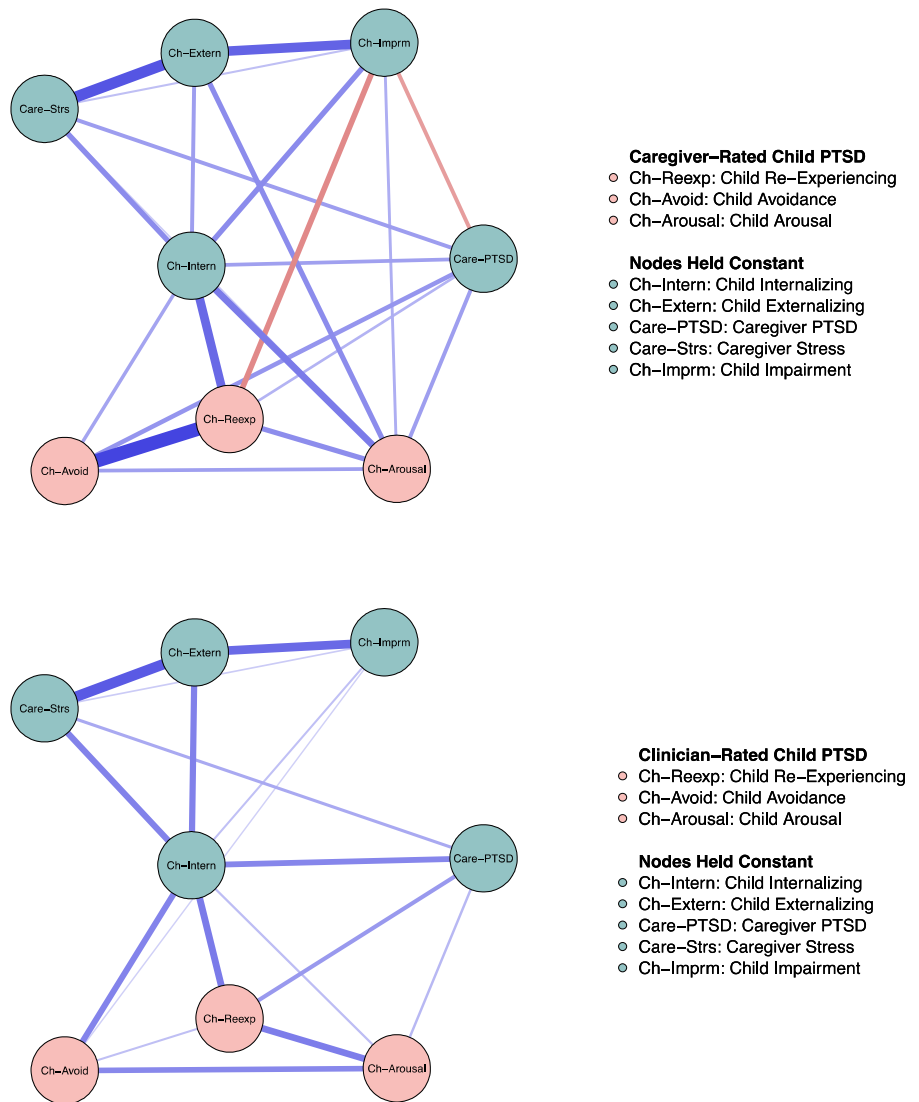 Ch−Imprm
Ch−Extern
Care−Strs
Care−PTSD
Ch−Intern
Ch−Reexp
Ch−Avoid
Ch−Arousal
Caregiver−Rated Child PTSD
Ch−Reexp: Child Re−Experiencing
Ch−Avoid: Child Avoidance
Ch−Arousal: Child Arousal
Nodes Held Constant
Ch−Intern: Child Internalizing
Ch−Extern: Child Externalizing
Care−PTSD: Caregiver PTSD
Care−Strs: Caregiver Stress
Ch−Imprm: Child Impairment
Ch−Imprm
Ch−Extern
Care−Strs
Care−PTSD
Ch−Intern
Ch−Reexp
Ch−Avoid
Ch−Arousal
Clinician−Rated Child PTSD
Ch−Reexp: Child Re−Experiencing
Ch−Avoid: Child Avoidance
Ch−Arousal: Child Arousal
Nodes Held Constant
Ch−Intern: Child Internalizing
Ch−Extern: Child Externalizing
Care−PTSD: Caregiver PTSD
Care−Strs: Caregiver Stress
Ch−Imprm: Child Impairment